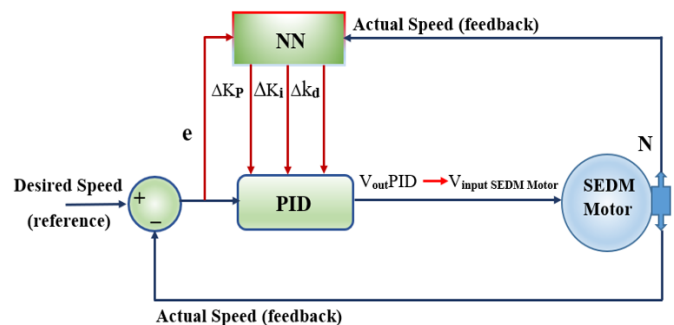 Actual Speed (feedback)
NN
ΔKP ΔKi Δkd
e
N
Desired Speed
(reference)
+
−
PID
VoutPID → Vinput SEDM Motor
SEDM
Motor
Actual Speed (feedback)